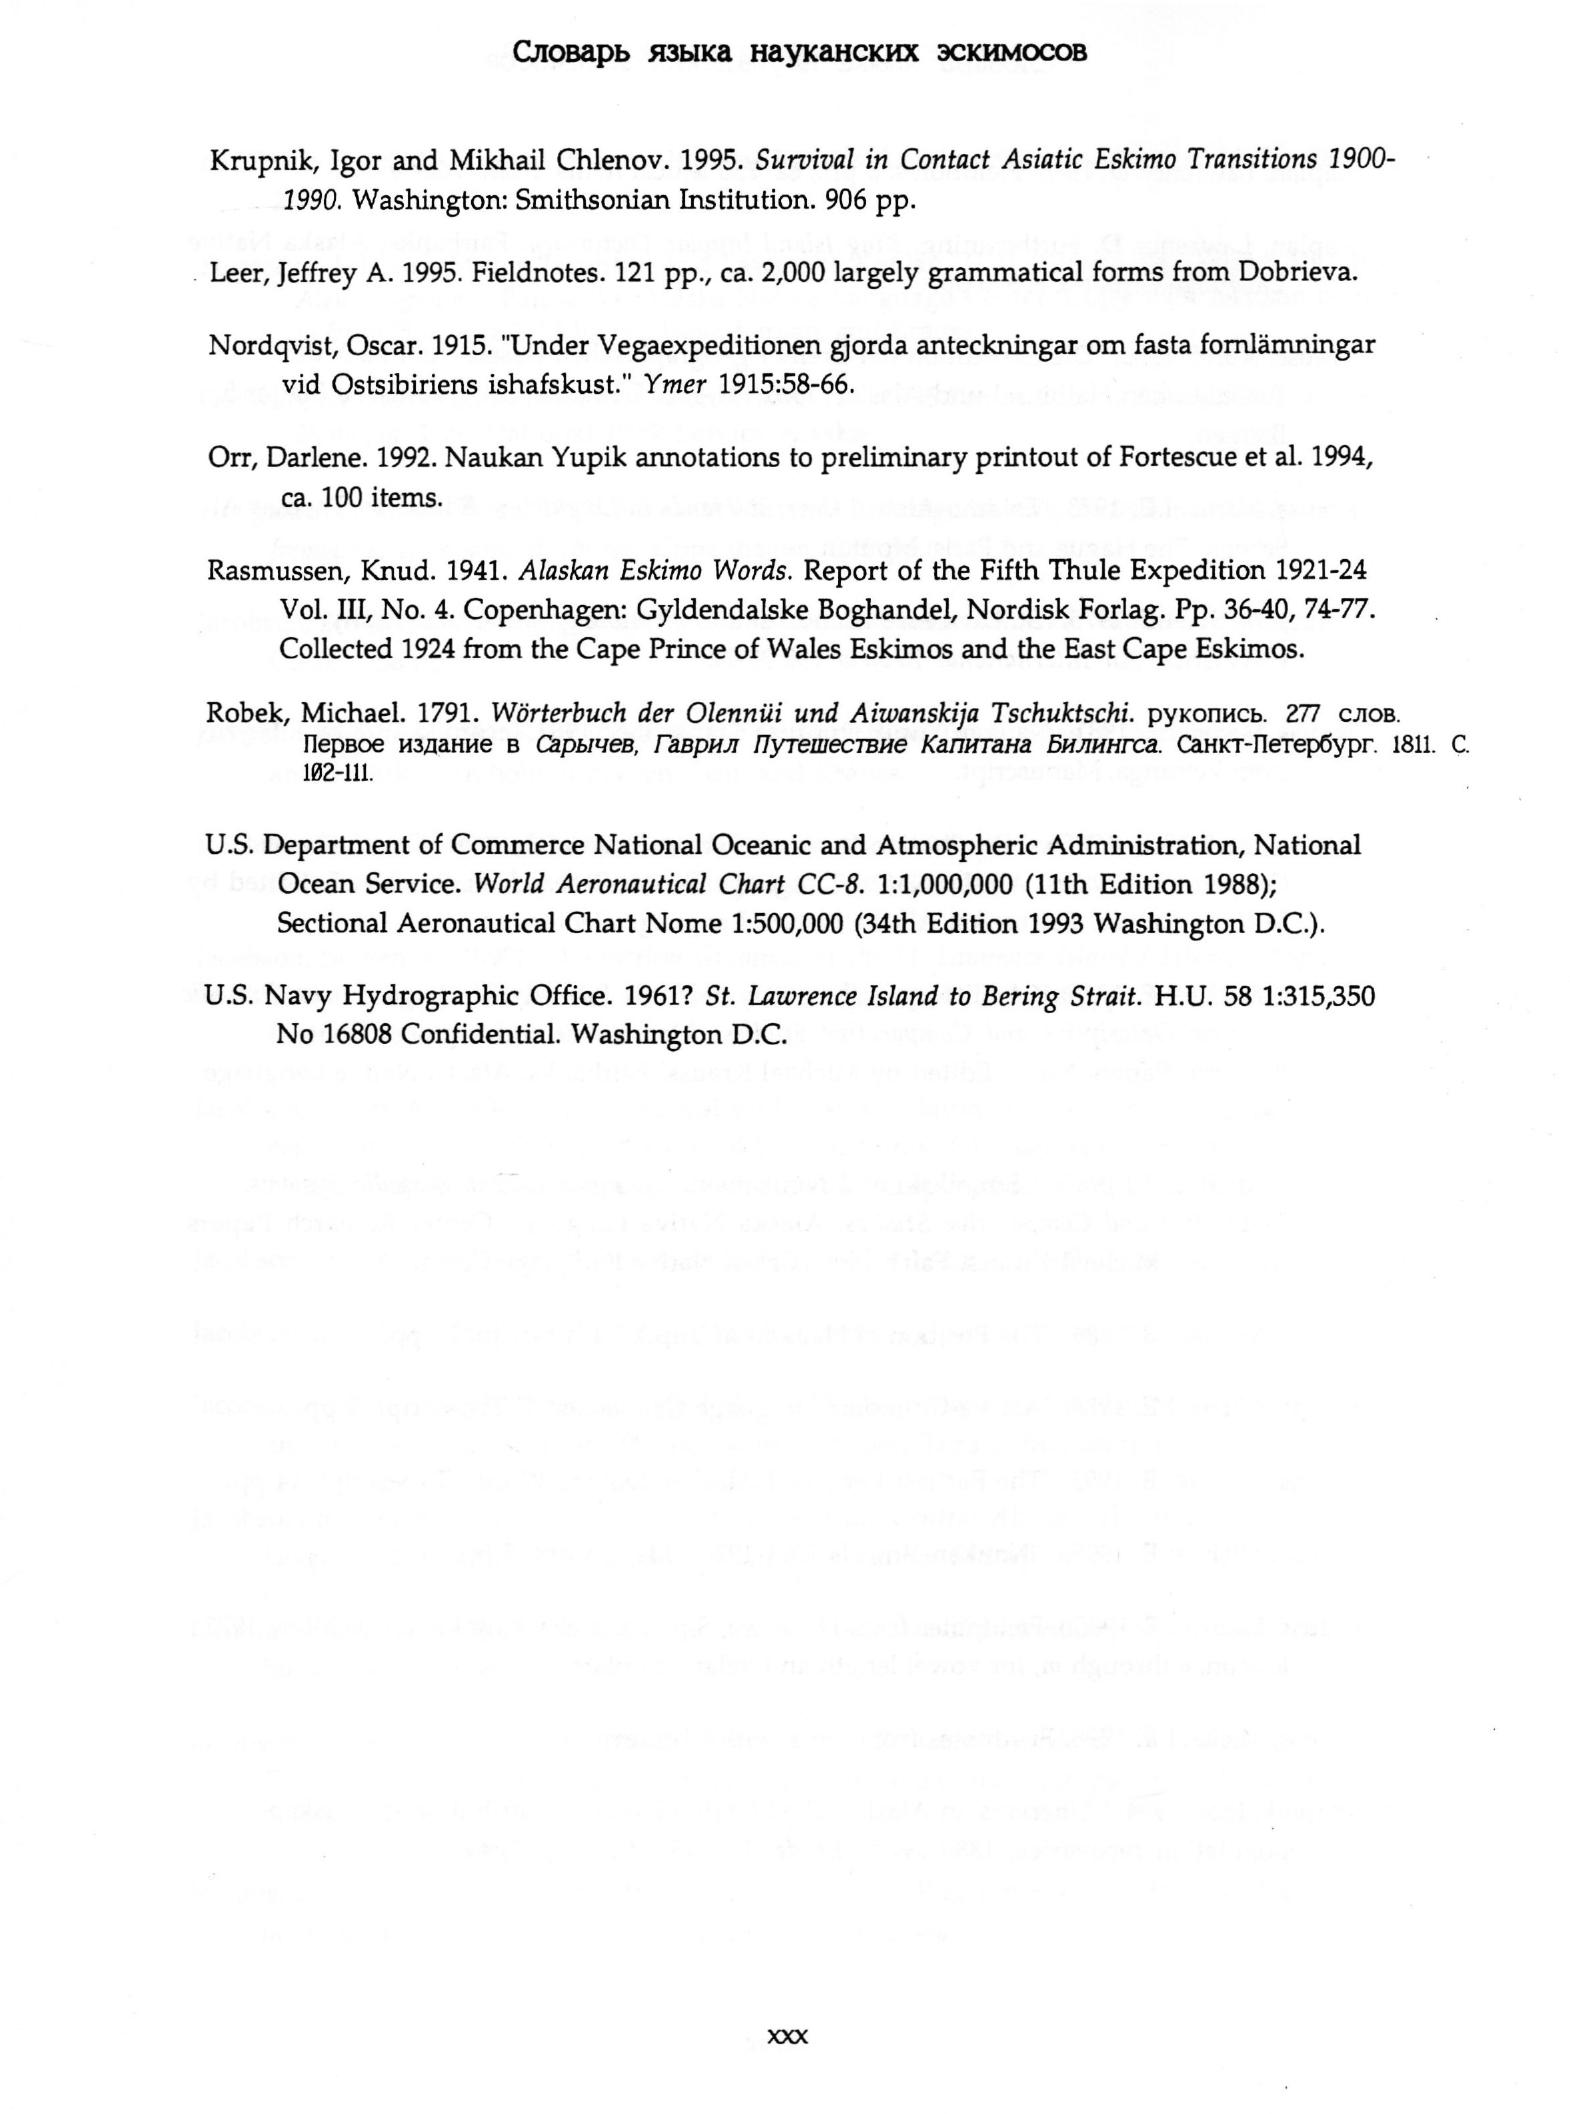 Словарь языка науканских эскимосов
Krupnik, Igor and Mikhail Chlenov. 1995. Survival in Contact Asiatic Eskimo Transitions 1900-
1990. Washington: Smithsonian Institution. 906 pp.
Leer, Jeffrey A. 1995. Fieldnotes. 121 pp., ca. 2,000 largely grammatical forms from Dobrieva.
Nordqvist, Oscar. 1915. "Under Vegaexpeditionen gjorda anteckningar om fasta fornlämningar
vid Ostsibiriens ishafskust." Ymer 1915:58-66.
Orr, Darlene. 1992. Naukan Yupik annotations to preliminary printout of Fortescue et al. 1994,
ca. 100 items.
Rasmussen, Knud. 1941. Alaskan Eskimo Words. Report of the Fifth Thule Expedition 1921-24
Vol. III, No. 4. Copenhagen: Gyldendalske Boghandel, Nordisk Forlag. Pp. 36-40, 74-77.
Collected 1924 from the Cape Prince of Wales Eskimos and the East Cape Eskimos.
Robek, Michael. 1791. Wörterbuch der Olennüi und Aiwanskija Tschuktschi. рукопись. 277 слов.
Первое издание в Сарычев, Гаврил Путешествие Капитана Билингса. Санкт-Петербург. 1811. С.
102-111.
U.S. Department of Commerce National Oceanic and Atmospheric Administration, National
Ocean Service. World Aeronautical Chart CC-8. 1:1,000,000 (11th Edition 1988);
Sectional Aeronautical Chart Nome 1:500,000 (34th Edition 1993 Washington D.C.).
U.S. Navy Hydrographic Office. 1961? St. Lawrence Island to Bering Strait. H.U. 58 1:315,350
No 16808 Confidential. Washington D.C.
xxx